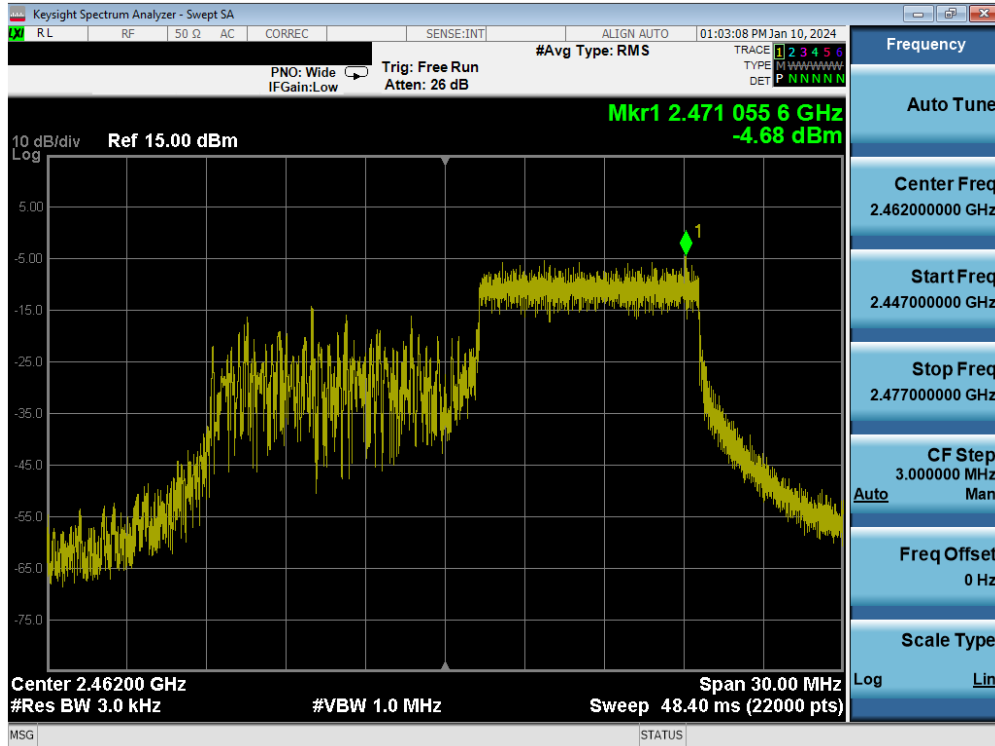 Keysight Spectrum Analyzer - Swept SA
LXI RL RF 50 Ω AC CORREC SENSE:INT ALIGN AUTO 01:03:08 PM Jan 10, 2024
PNO: Wide
IFGain:Low
Trig: Free Run
Atten: 26 dB
#Avg Type: RMS
TRACE 1 2 3 4 5 6
TYPE M WWWWW
DET P N N N N N
Mkr1 2.471 055 6 GHz
-4.68 dBm
10 dB/div Ref 15.00 dBm
Log
5.00
-5.00
-15.0
-25.0
-35.0
-45.0
-55.0
-65.0
-75.0
1
Center 2.46200 GHz Span 30.00 MHz
#Res BW 3.0 kHz #VBW 1.0 MHz Sweep 48.40 ms (22000 pts)
MSG STATUS
Frequency
Auto Tune
Center Freq
2.462000000 GHz
Start Freq
2.447000000 GHz
Stop Freq
2.477000000 GHz
CF Step
3.000000 MHz
Auto Man
Freq Offset
0 Hz
Scale Type
Log Lin